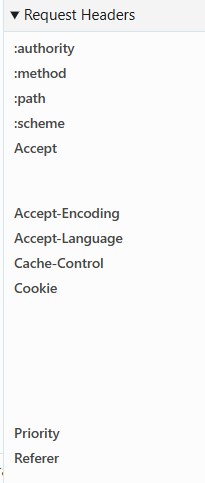 ▼ Request Headers
:authority
:method
:path
:scheme
Accept
Accept-Encoding
Accept-Language
Cache-Control
Cookie
Priority
Referer